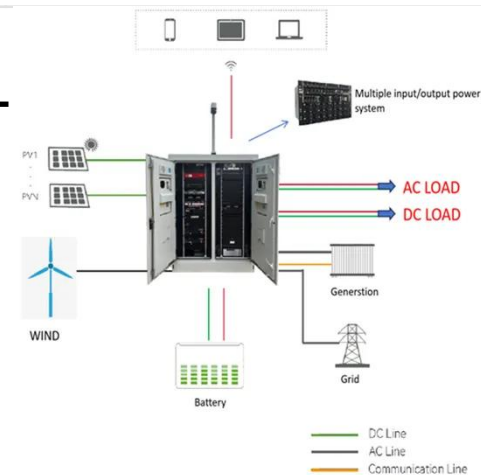 Multiple input/output power
system
PV1
PVN
AC LOAD
DC LOAD
WIND
Generstion
Grid
Battery
DC Line
AC Line
Communication Line